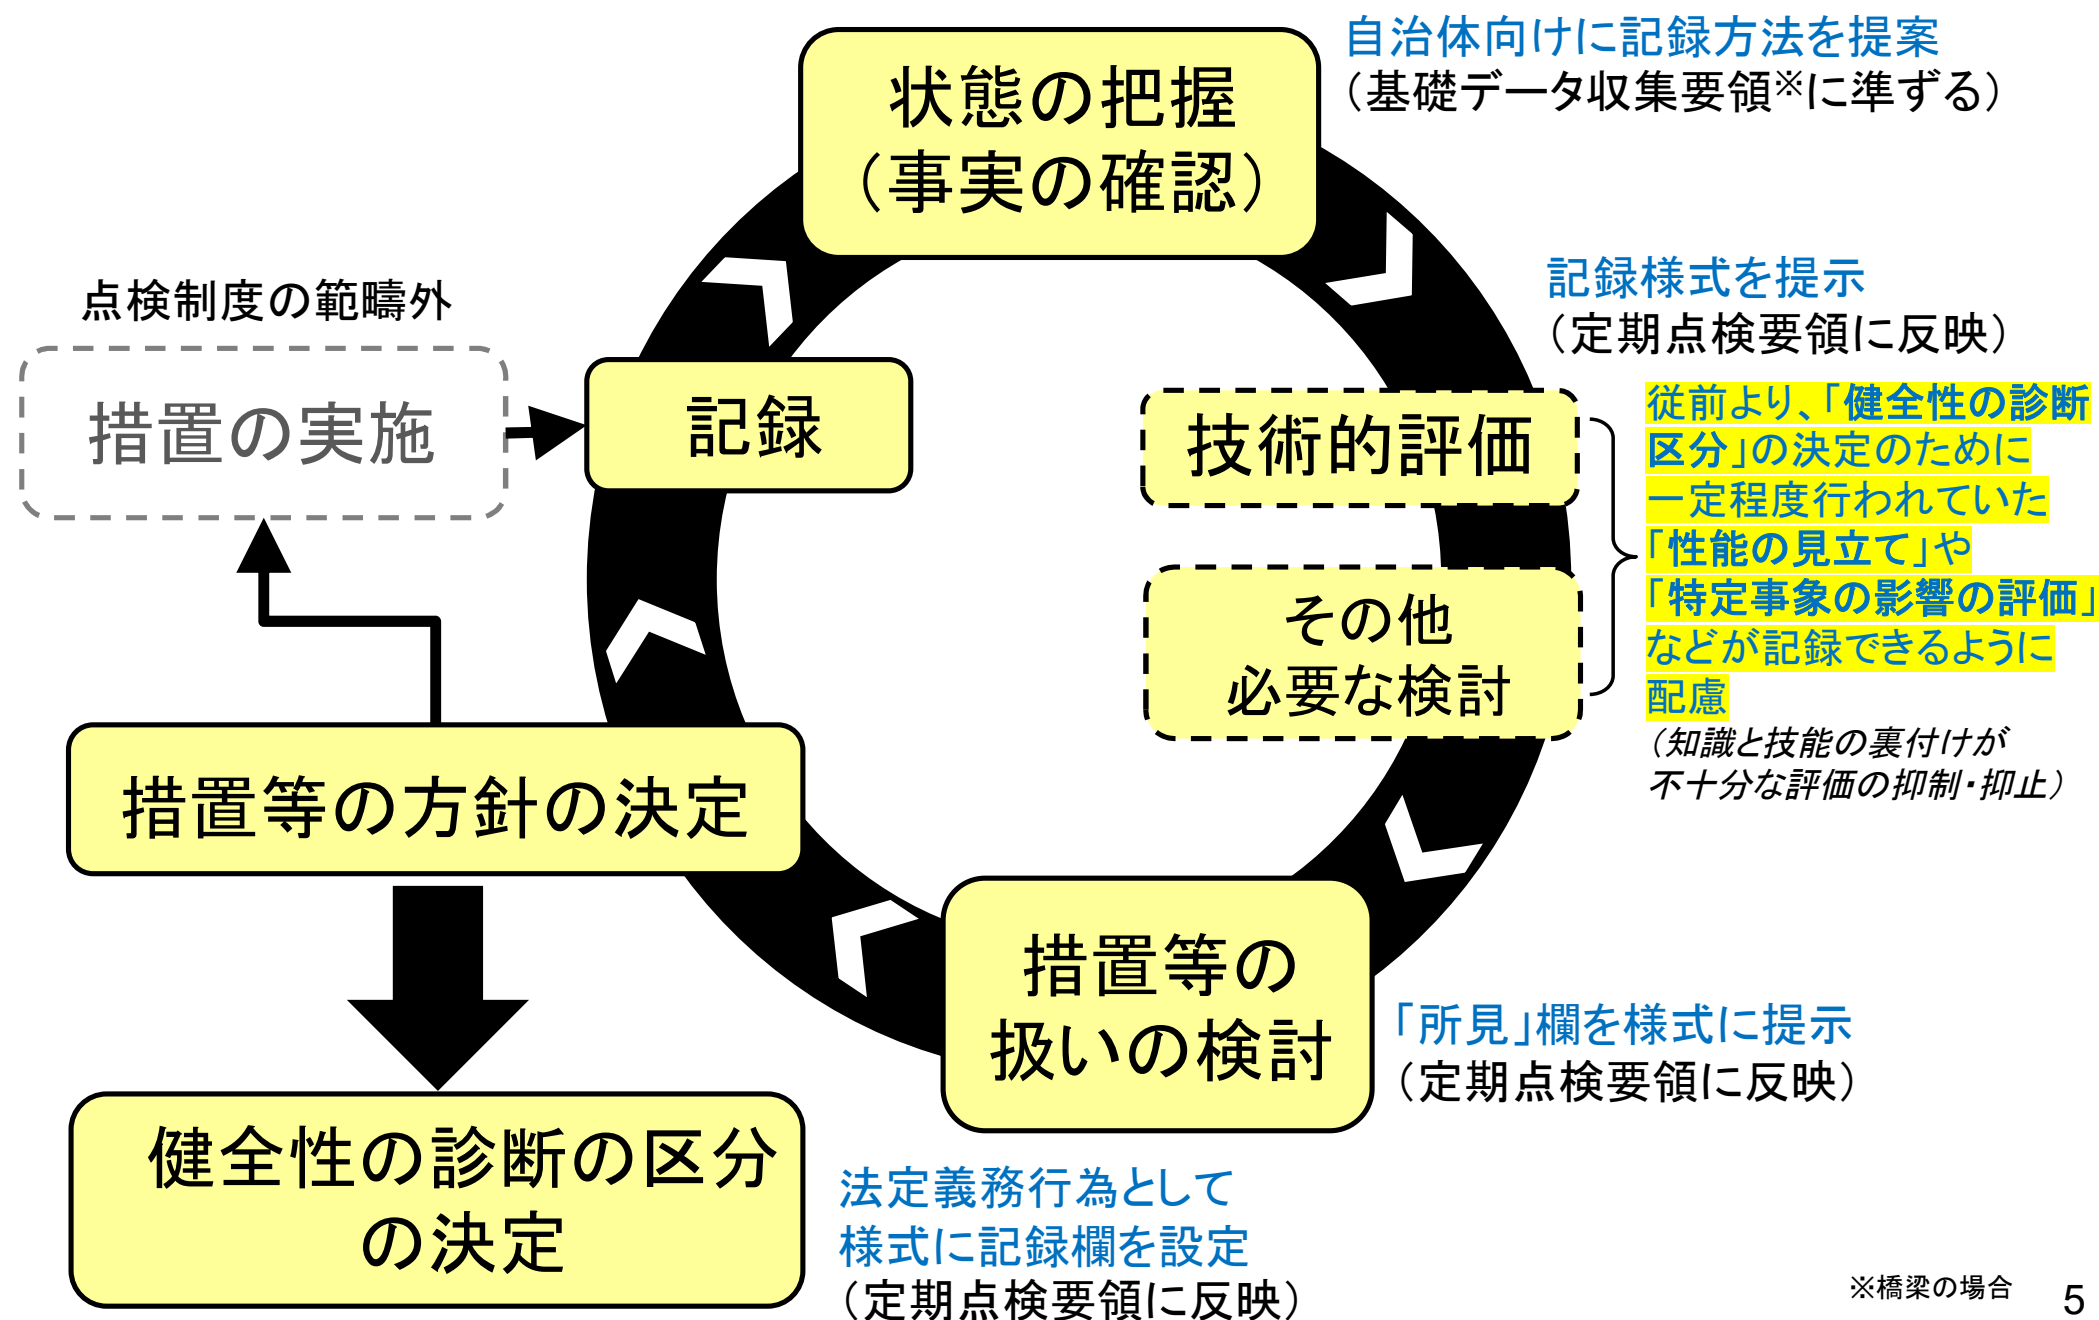 状態の把握
（事実の確認）
自治体向けに記録方法を提案
（基礎データ収集要領※に準ずる）
記録様式を提示
（定期点検要領に反映）
点検制度の範疇外
措置の実施
記録
技術的評価
その他
必要な検討
従前より、「健全性の診断
区分」の決定のために
一定程度行われていた
「性能の見立て」や
「特定事象の影響の評価」
などが記録できるように
配慮
（知識と技能の裏付けが
不十分な評価の抑制・抑止）
措置等の方針の決定
措置等の
扱いの検討
「所見」欄を様式に提示
（定期点検要領に反映）
健全性の診断の区分
の決定
法定義務行為として
様式に記録欄を設定
（定期点検要領に反映）
※橋梁の場合
5